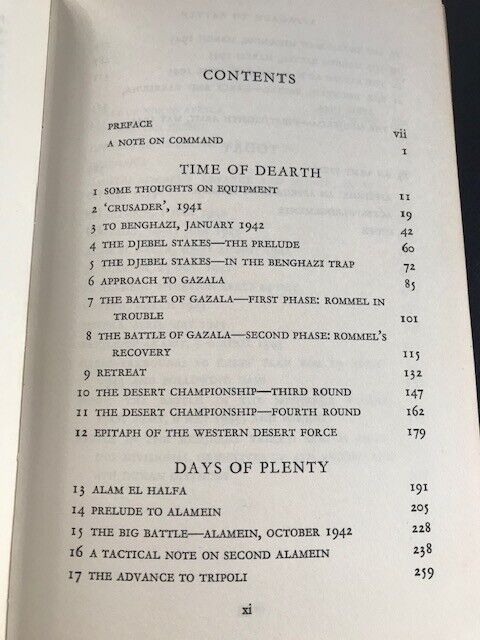 CONTENTS
PREFACE vii
A NOTE ON COMMAND 1
TIME OF DEARTH
1 SOME THOUGHTS ON EQUIPMENT 11
2 ‘CRUSADER’, 1941 19
3 TO BENGHAZI, JANUARY 1942 42
4 THE DJEBEL STAKES—THE PRELUDE 60
5 THE DJEBEL STAKES—IN THE BENGHAZI TRAP 72
6 APPROACH TO GAZALA 85
7 THE BATTLE OF GAZALA—FIRST PHASE: ROMMEL IN
TROUBLE 101
8 THE BATTLE OF GAZALA—SECOND PHASE: ROMMEL'S
RECOVERY 115
9 RETREAT 132
10 THE DESERT CHAMPIONSHIP—THIRD ROUND 147
11 THE DESERT CHAMPIONSHIP—FOURTH ROUND 162
12 EPITAPH OF THE WESTERN DESERT FORCE 179
DAYS OF PLENTY
13 ALAM EL HALFA 191
14 PRELUDE TO ALAMEIN 205
15 THE BIG BATTLE—ALAMEIN, OCTOBER 1942 228
16 A TACTICAL NOTE ON SECOND ALAMEIN 238
17 THE ADVANCE TO TRIPOLI 259
xi